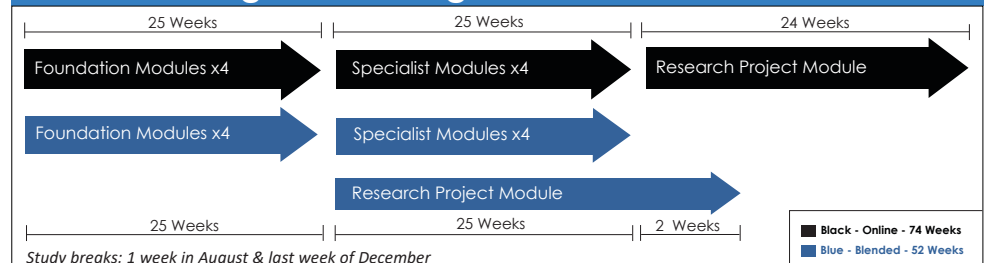 25 Weeks 25 Weeks 24 Weeks
Foundation Modules x4 Specialist Modules x4 Research Project Module
Foundation Modules x4 Specialist Modules x4
Research Project Module
25 Weeks 25 Weeks 2 Weeks
Black - Online - 74 Weeks
Blue - Blended - 52 Weeks
Study breaks: 1 week in August & last week of December